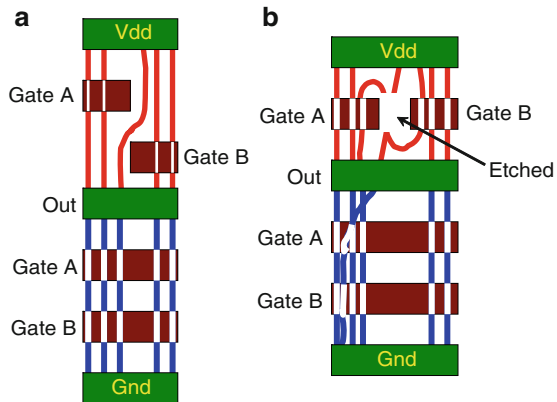 a
Vdd
Gate A
Gate B
Out
Gate A
Gate B
Gnd
b
Vdd
Gate A
Gate B
Etched
Out
Gate A
Gate B
Gnd